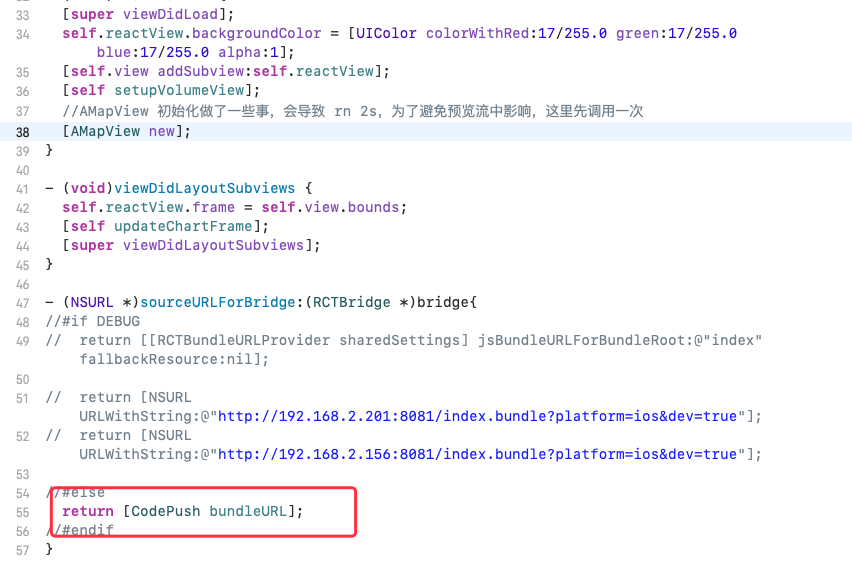 33 [super viewDidLoad];
34 self.reactView.backgroundColor = [UIColor colorWithRed:17/255.0 green:17/255.0
blue:17/255.0 alpha:1];
35 [self.view addSubview:self.reactView];
36 [self setupVolumeView];
37 //AMapView 初始化做了一些事，会导致 rn 2s，为了避免预览流中影响，这里先调用一次
38 [AMapView new];
39 }
40
41 - (void)viewDidLayoutSubviews {
42 self.reactView.frame = self.view.bounds;
43 [self updateChartFrame];
44 [super viewDidLayoutSubviews];
45 }
46
47 - (NSURL *)sourceURLForBridge:(RCTBridge *)bridge{
48 //#if DEBUG
49 // return [[RCTBundleURLProvider sharedSettings] jsBundleURLForBundleRoot:@"index"
fallbackResource:nil];
50
51 // return [NSURL
URLWithString:@"http://192.168.2.201:8081/index.bundle?platform=ios&dev=true"];
52 // return [NSURL
URLWithString:@"http://192.168.2.156:8081/index.bundle?platform=ios&dev=true"];
53
54 //#else
55 return [CodePush bundleURL];
56 //#endif
57 }